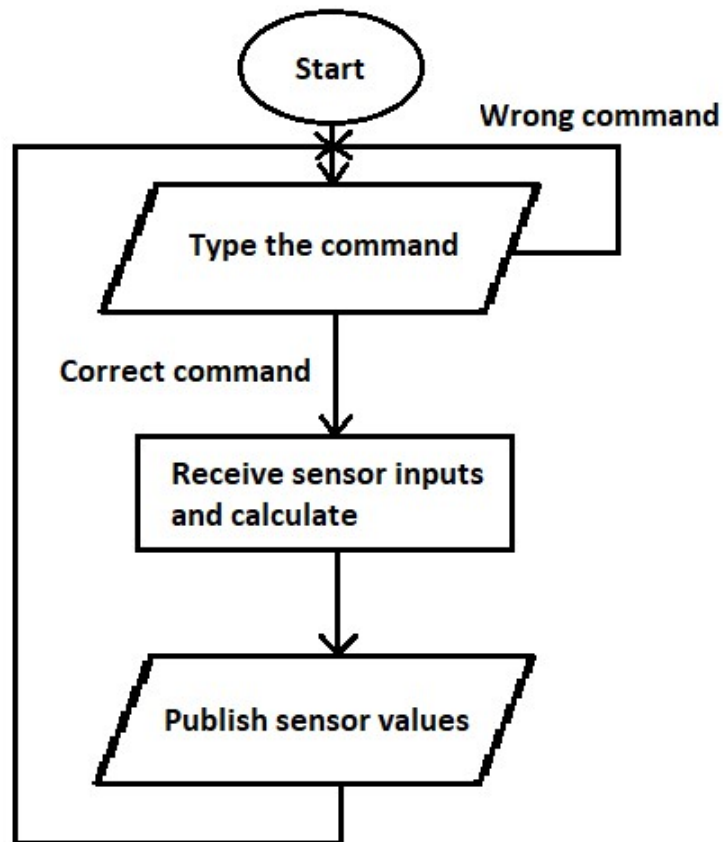 Start
Wrong command
Type the command
Correct command
Receive sensor inputs
and calculate
Publish sensor values